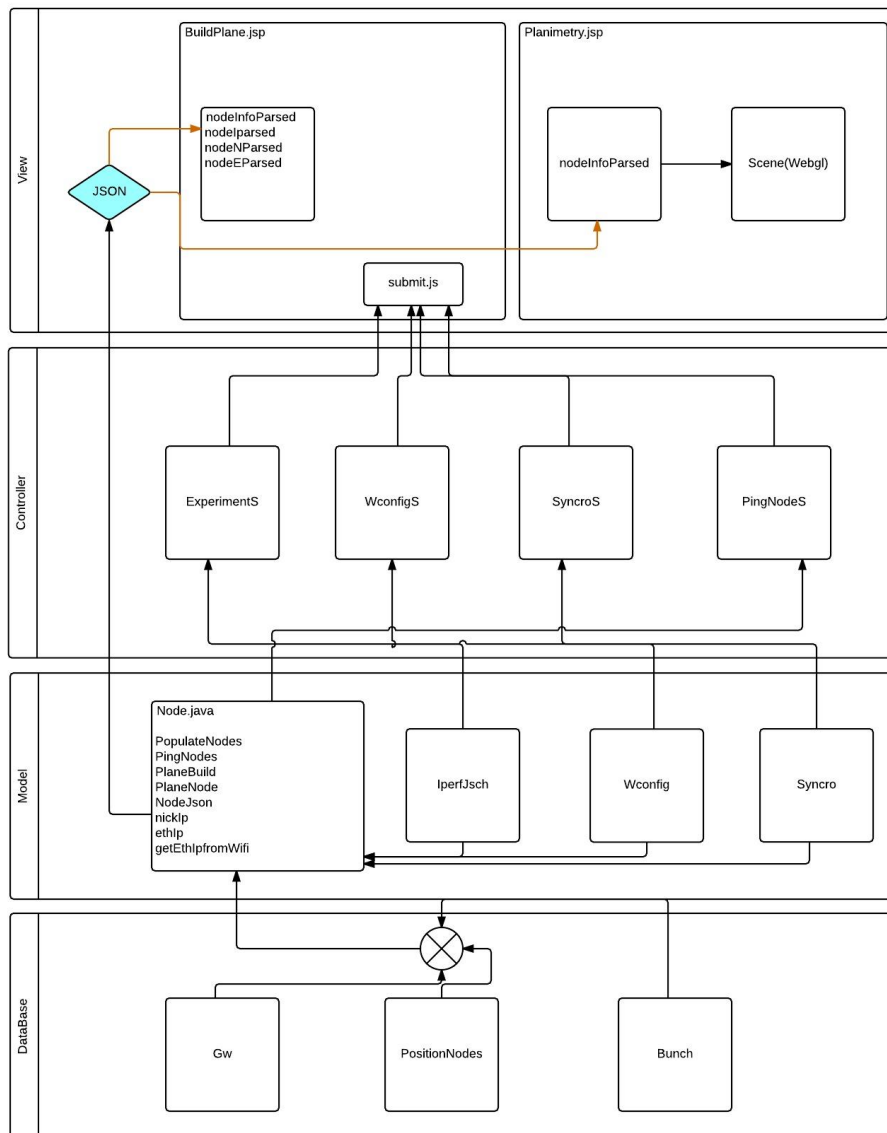 View
BuildPlane.jsp
Planimetry.jsp
nodeInfoParsed
nodeIparsed
nodeNParsed
nodeEParsed
JSON
nodeInfoParsed
Scene(Webgl)
submit.js
Controller
ExperimentS
WconfigS
SyncroS
PingNodeS
Model
Node.java
PopulateNodes
PingNodes
PlaneBuild
PlaneNode
NodeJson
nickIp
ethIp
getEthIpfromWifi
IperfJsch
Wconfig
Syncro
DataBase
Gw
PositionNodes
Bunch